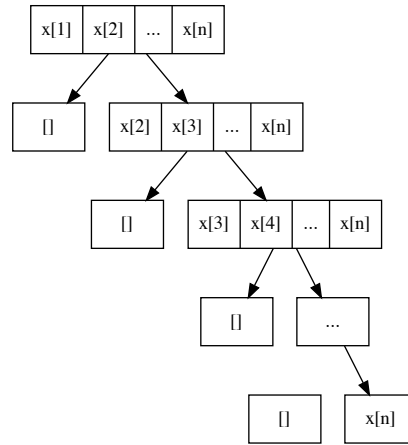 x[1] x[2] ... x[n]
[] x[2] x[3] ... x[n]
[] x[3] x[4] ... x[n]
[] ...
[] x[n]